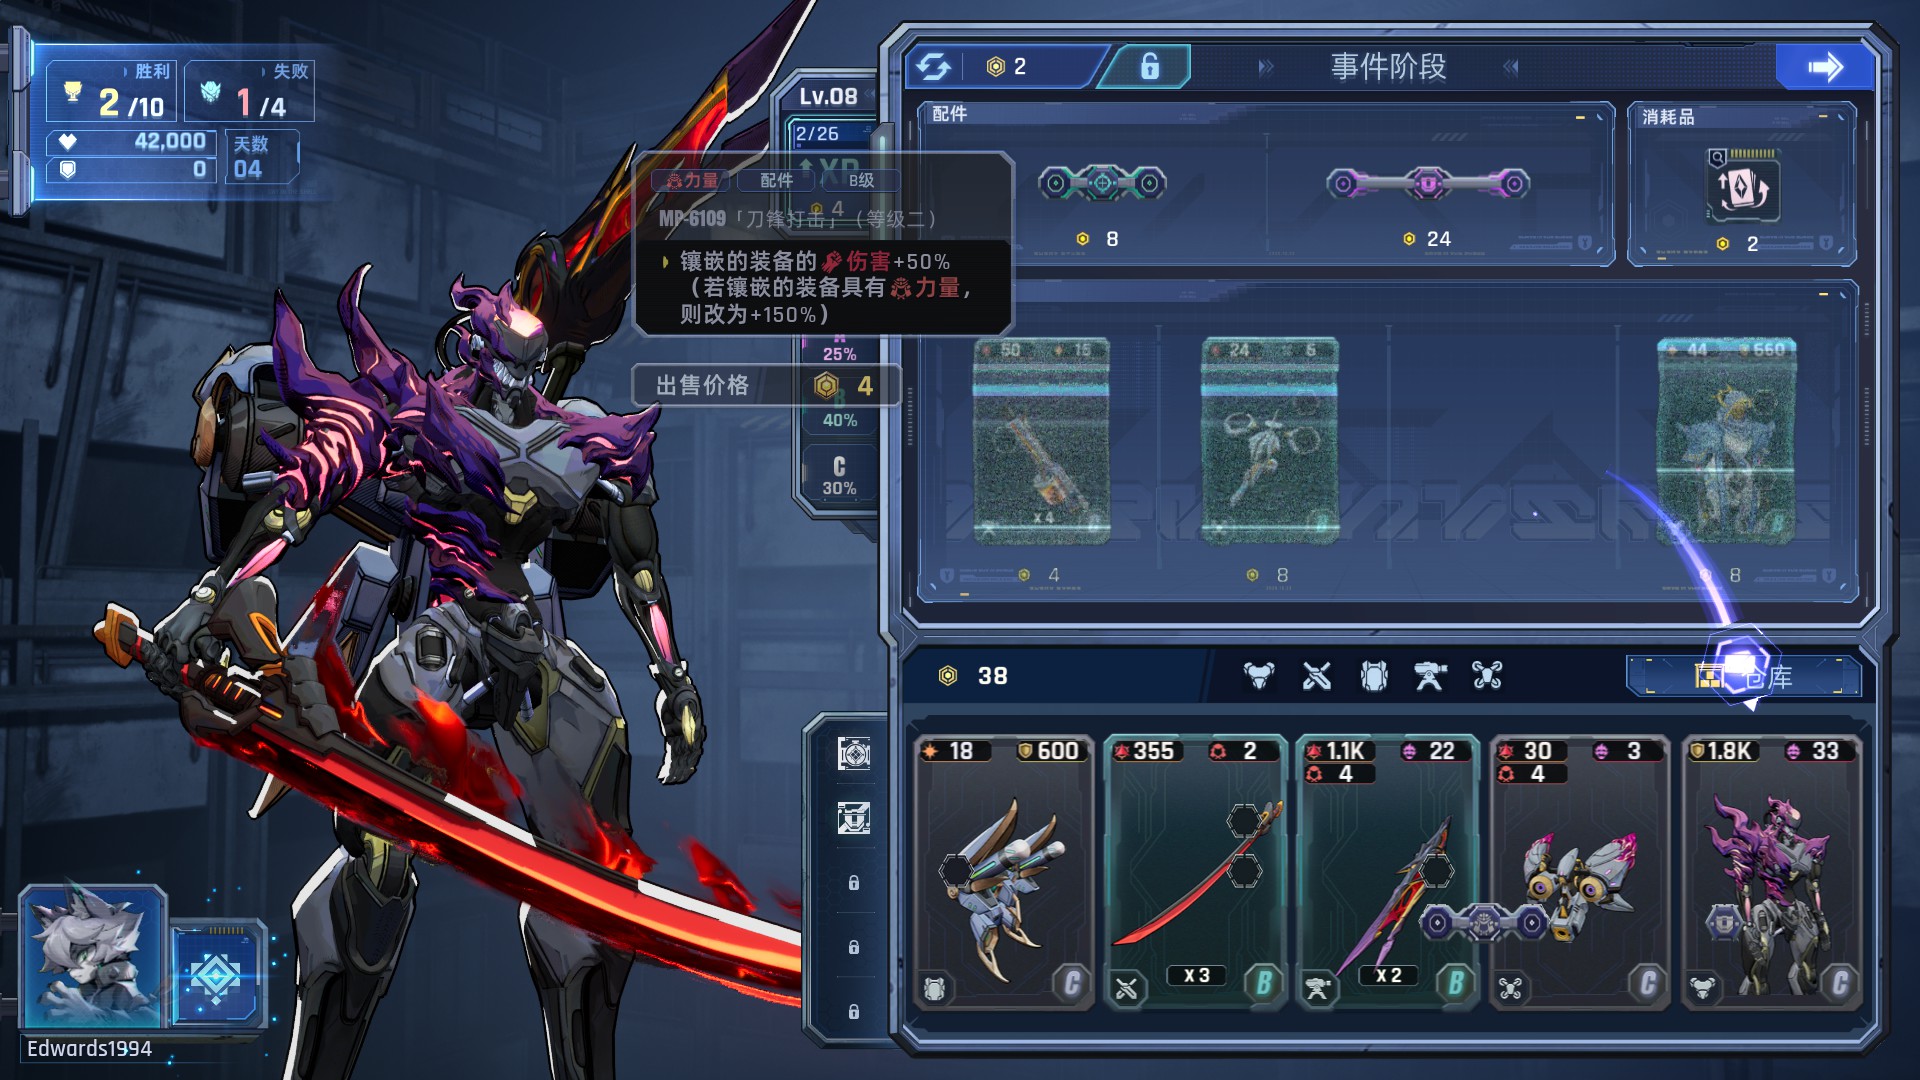 胜利
2/10
失败
1/4
42,000
0
天数
04
Lv.08
2/26
XP
4
力量
配件
B级
MP-6109「刀锋打击」（等级二）
镶嵌的装备的伤害+50%
（若镶嵌的装备具有力量，
则改为+150%）
出售价格
4
25%
40%
C
30%
2
事件阶段
配件
8
24
消耗品
2
50
15
x4
B
4
24
5
B
8
44
560
B
8
38
仓库
18
600
C
355
2
x3
B
1.1K
22
4
x2
B
30
3
4
C
1.8K
33
C
Edwards1994